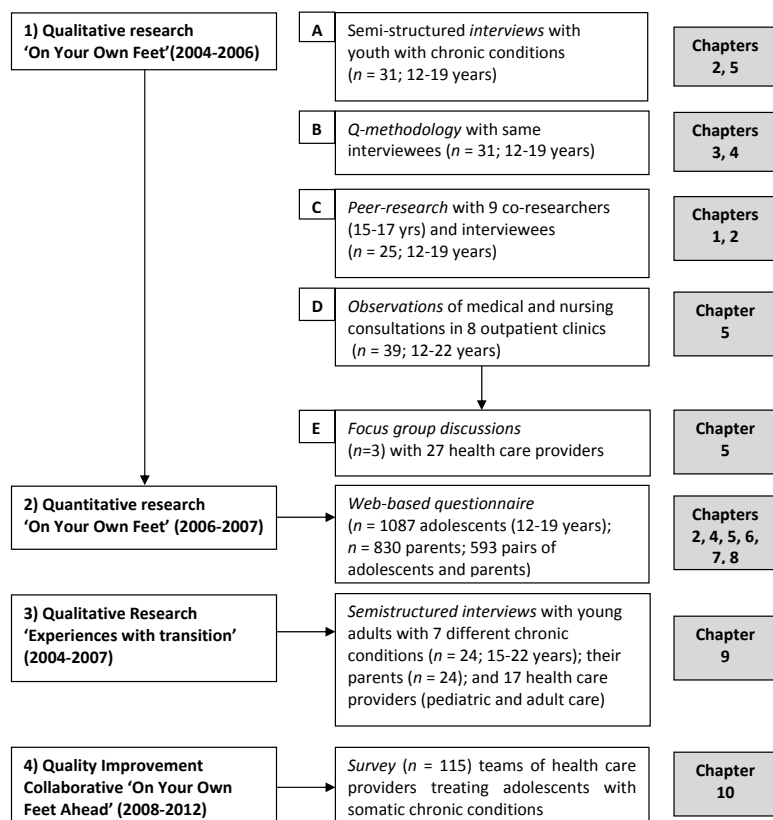 1) Qualitative research
‘On Your Own Feet’(2004-2006)
A
Semi-structured interviews with
youth with chronic conditions
(n = 31; 12-19 years)
Chapters
2, 5
B
Q-methodology with same
interviewees (n = 31; 12-19 years)
Chapters
3, 4
C
Peer-research with 9 co-researchers
(15-17 yrs) and interviewees
(n = 25; 12-19 years)
Chapters
1, 2
D
Observations of medical and nursing
consultations in 8 outpatient clinics
(n = 39; 12-22 years)
Chapter
5
E
Focus group discussions
(n=3) with 27 health care providers
Chapter
5
2) Quantitative research
‘On Your Own Feet’ (2006-2007)
Web-based questionnaire
(n = 1087 adolescents (12-19 years);
n = 830 parents; 593 pairs of
adolescents and parents)
Chapters
2, 4, 5, 6,
7, 8
3) Qualitative Research
‘Experiences with transition’
(2004-2007)
Semistructured interviews with young
adults with 7 different chronic
conditions (n = 24; 15-22 years); their
parents (n = 24); and 17 health care
providers (pediatric and adult care)
Chapter
9
4) Quality Improvement
Collaborative ‘On Your Own
Feet Ahead’ (2008-2012)
Survey (n = 115) teams of health care
providers treating adolescents with
somatic chronic conditions
Chapter
10